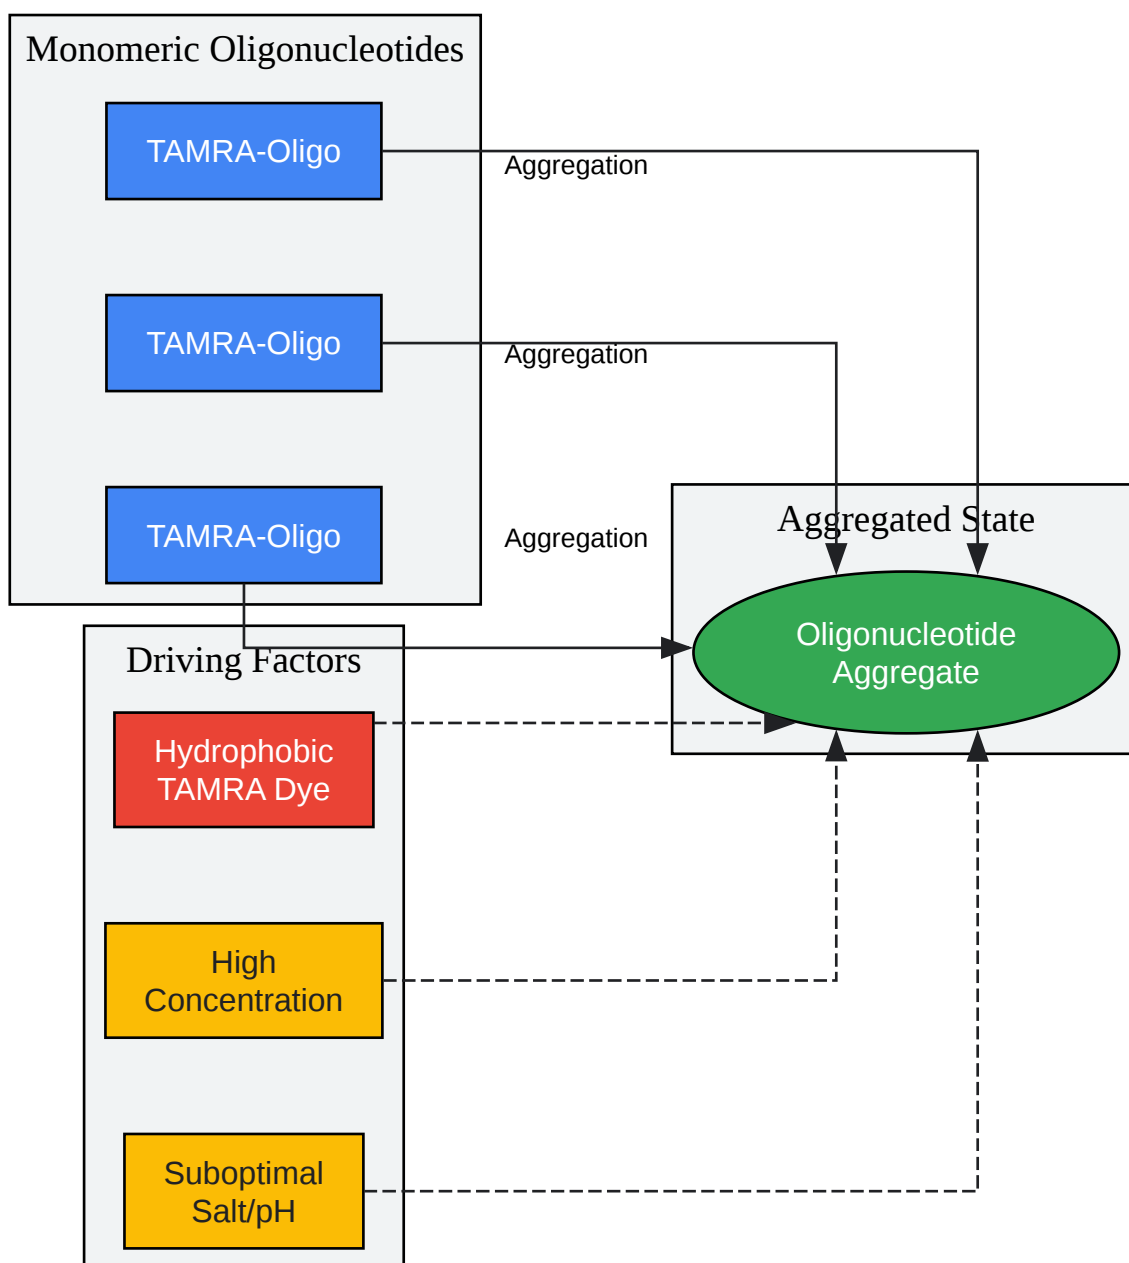 Monomeric Oligonucleotides
TAMRA-Oligo
Aggregation
TAMRA-Oligo
Aggregation
TAMRA-Oligo
Aggregation
Aggregated State
Oligonucleotide
Aggregate
Driving Factors
Hydrophobic
TAMRA Dye
High
Concentration
Suboptimal
Salt/pH